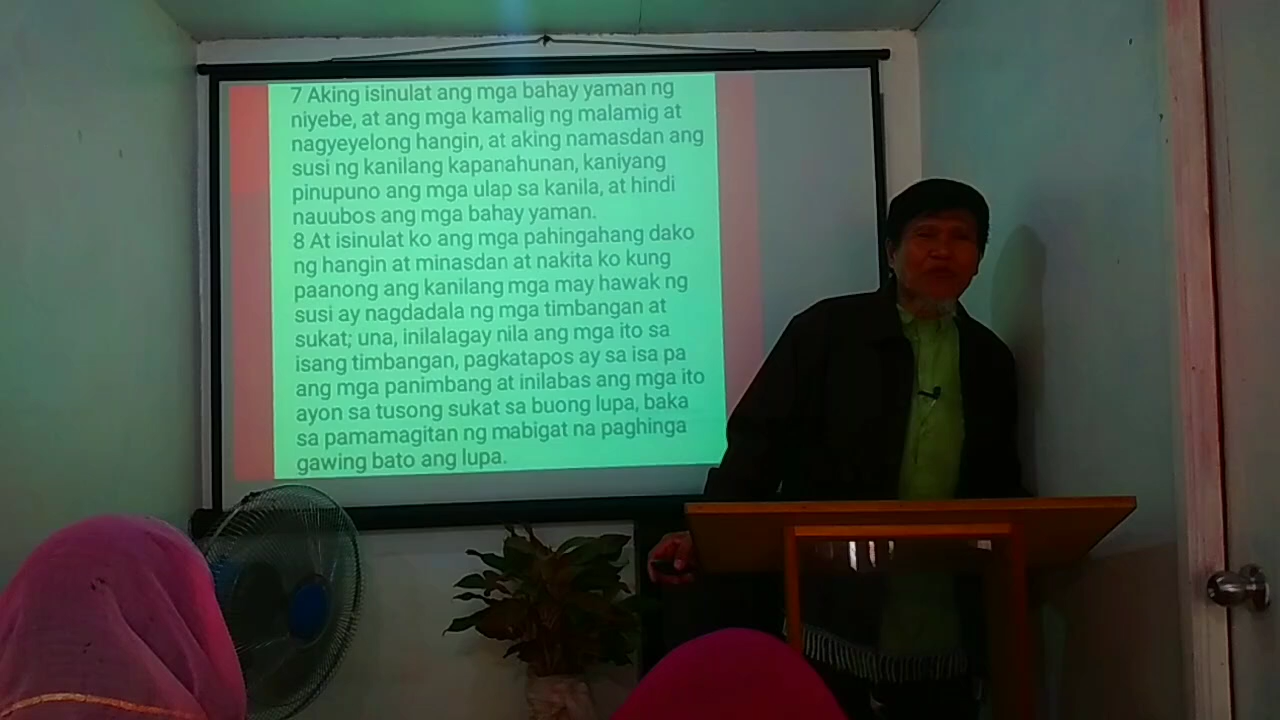 7 Aking isinulat ang mga bahay yaman ng
niyebe, at ang mga kamalig ng malamig at
nagyeyelong hangin, at aking namasdan ang
susi ng kanilang kapanahunan, kaniyang
pinupuno ang mga ulap sa kanila, at hindi
nauubos ang mga bahay yaman.
8 At isinulat ko ang mga pahingahang dako
ng hangin at minasdan at nakita ko kung
paanong ang kanilang mga may hawak ng
susi ay nagdadala ng mga timbangan at
sukat; una, inilalagay nila ang mga ito sa
isang timbangan, pagkatapos ay sa isa pa
ang mga panimbang at inilabas ang mga ito
ayon sa tusong sukat sa buong lupa, baka
sa pamamagitan ng mabigat na paghinga
gawing bato ang lupa.